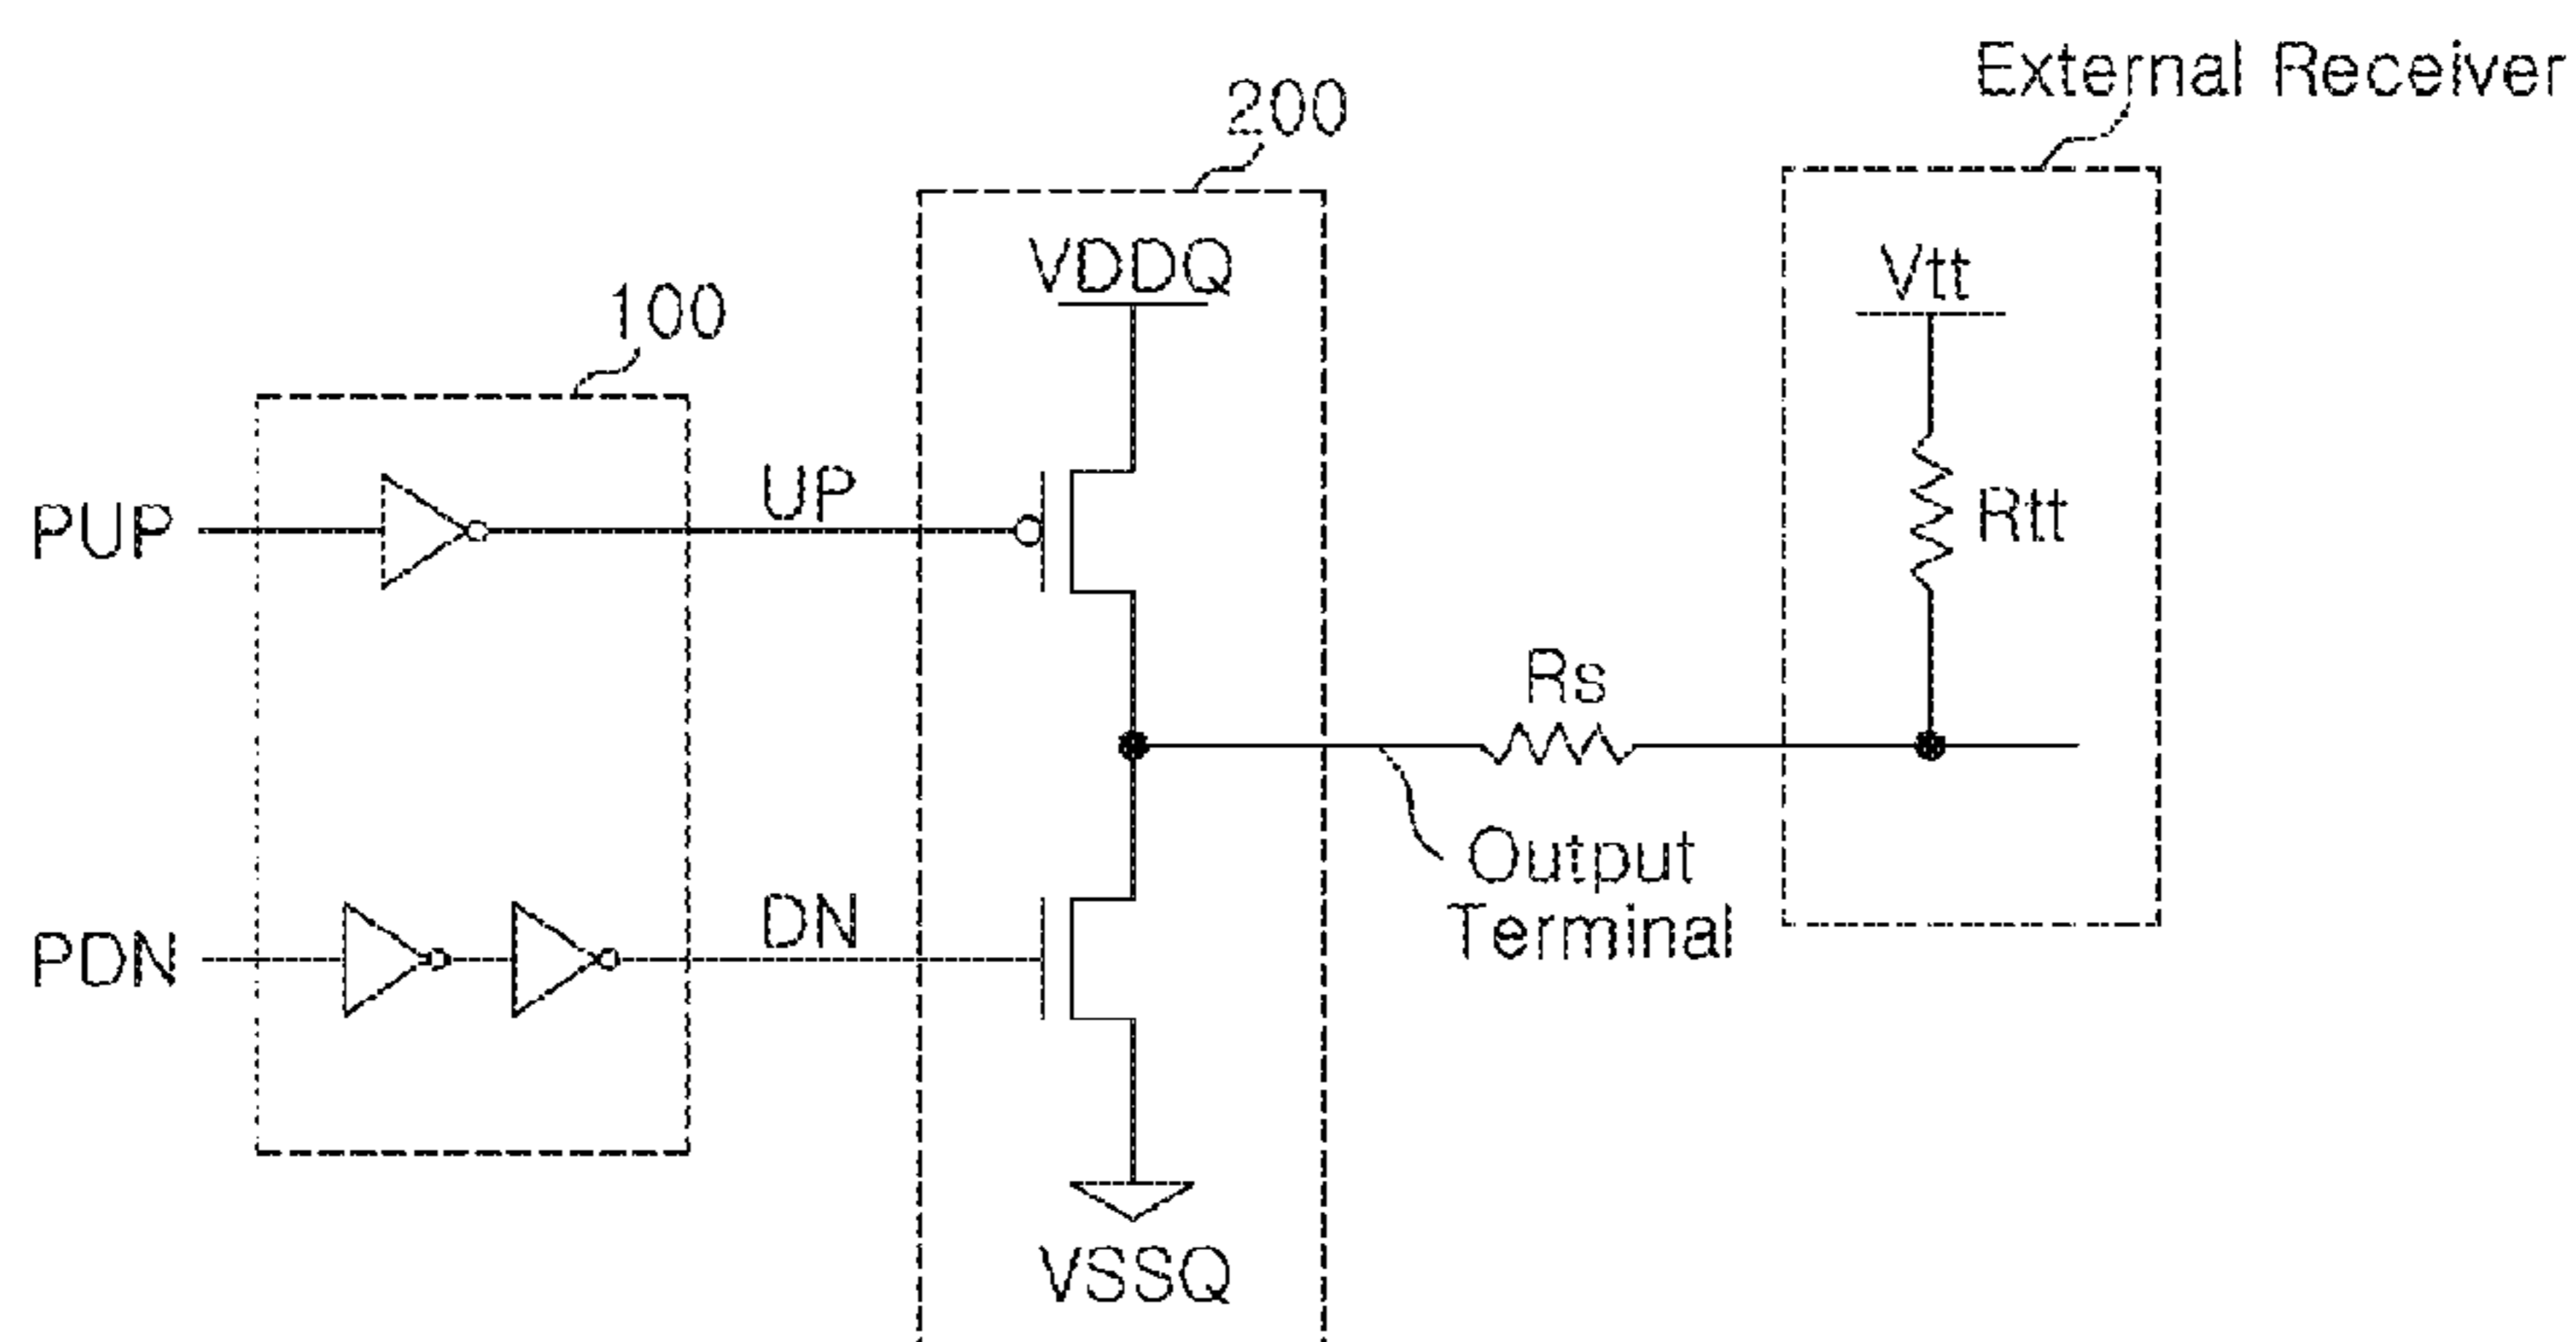 External Receiver
200
VDDQ
Vtt
100
PUP
UP
Rtt
Rs
Output
Terminal
PDN
DN
VSSQ